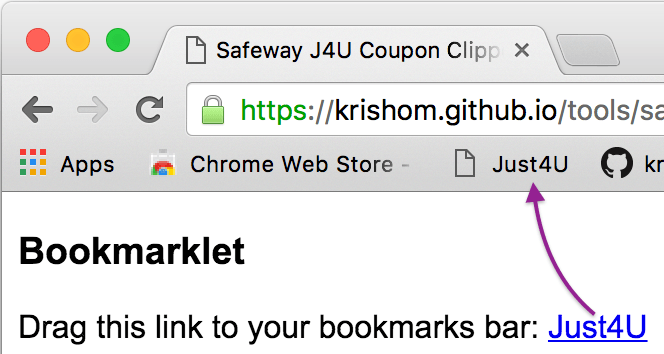 Safeway J4U Coupon Clipp
https://krishom.github.io/tools/sa
Apps Chrome Web Store - Just4U kr
Bookmarklet
Drag this link to your bookmarks bar: Just4U